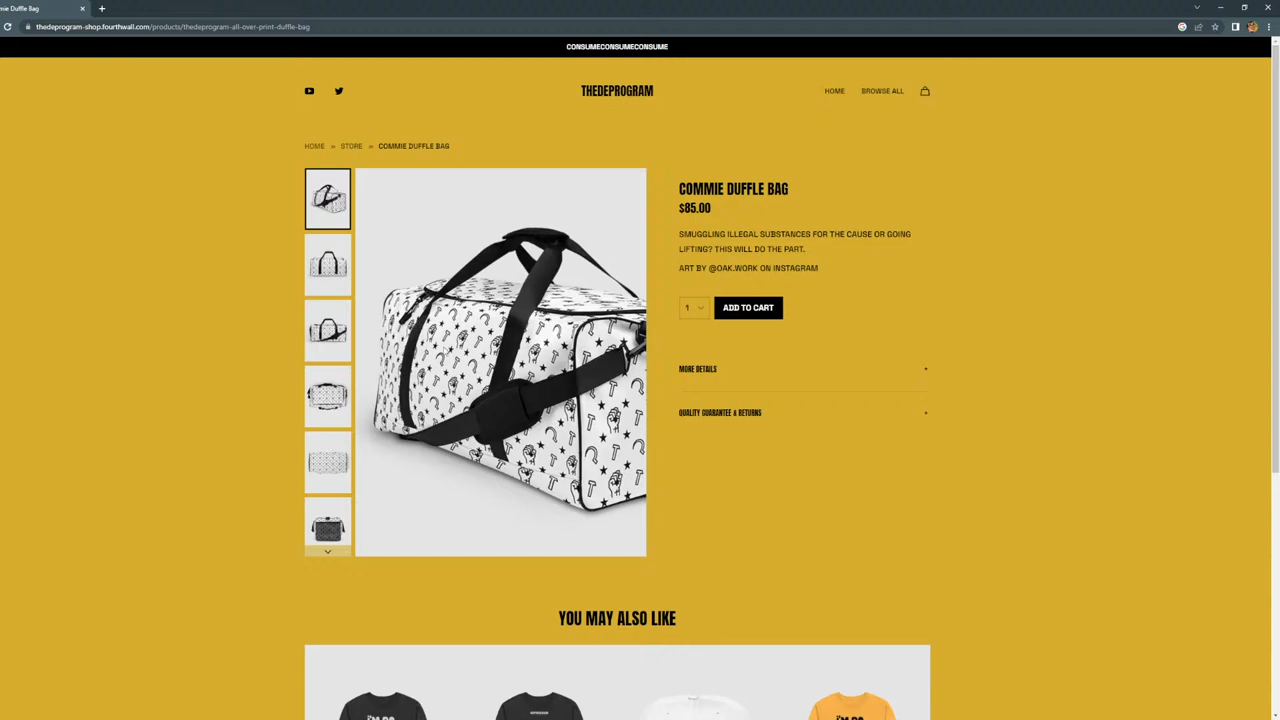 mie Duffle Bag
thedeprogram-shop.fourthwall.com/products/thedeprogram-all-over-print-duffle-bag
CONSUMECONSUMECONSUME
THEDEPROGRAM
HOME BROWSE ALL
HOME » STORE » COMMIE DUFFLE BAG
COMMIE DUFFLE BAG
$85.00
SMUGGLING ILLEGAL SUBSTANCES FOR THE CAUSE OR GOING
LIFTING? THIS WILL DO THE PART.
ART BY @OAK.WORK ON INSTAGRAM
1 ADD TO CART
MORE DETAILS +
QUALITY GUARANTEE & RETURNS +
YOU MAY ALSO LIKE